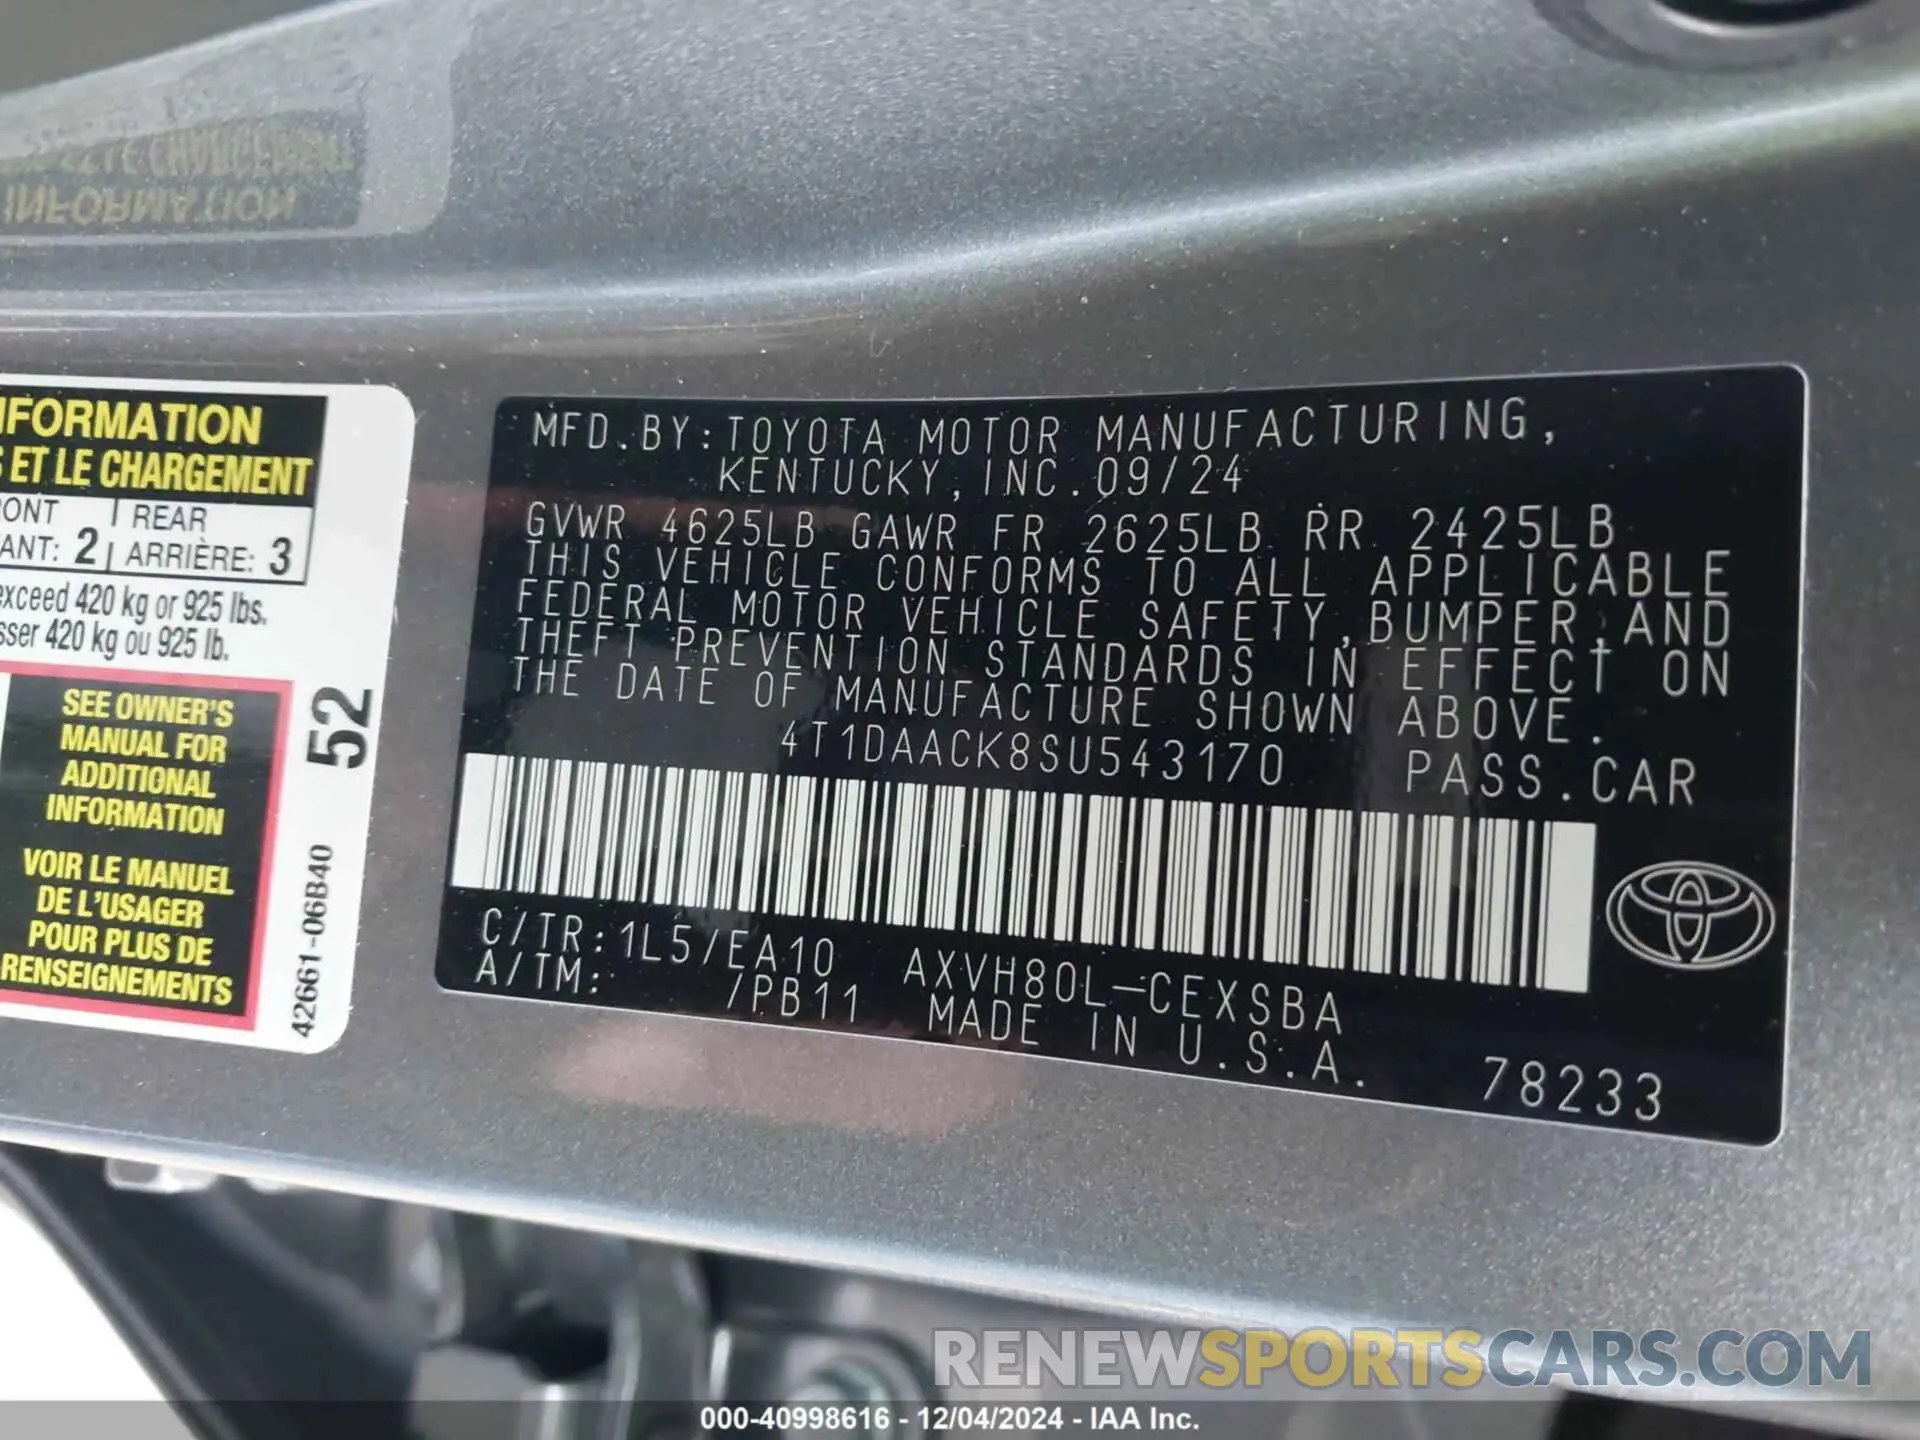 INFORMATION
ET LE CHARGEMENT
REAR
2
ARRIÈRE: 3
exceed 420 kg or 925 lbs.
420 kg ou 925 lb.
SEE OWNER'S
MANUAL FOR
ADDITIONAL
INFORMATION
VOIR LE MANUEL
DE L'USAGER
POUR PLUS DE
RENSEIGNEMENTS
52
42661-06B40
MFD.BY:TOYOTA MOTOR MANUFACTURING,
KENTUCKY,INC.09/24
GVWR 4625LB GAWR FR 2625LB RR 2425LB
THIS VEHICLE CONFORMS TO ALL APPLICABLE
FEDERAL MOTOR VEHICLE SAFETY,BUMPER,AND
THEFT PREVENTION STANDARDS IN EFFECT ON
THE DATE OF MANUFACTURE SHOWN ABOVE.
4T1DAACK8SU543170 PASS.CAR
C/TR:1L5/EA10 AXVH80L-CEXSBA
A/TM: /PB11 MADE IN U.S.A.
78233
RENEWSPORTSCARS.COM
000-40998616 - 12/04/2024 - IAA Inc.